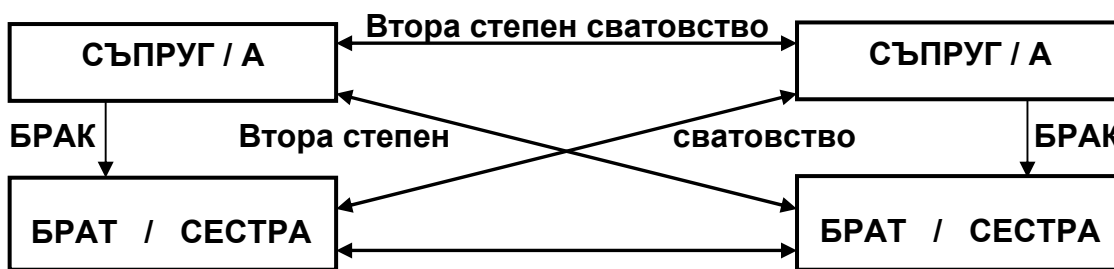 Втора степен сватовство
СЪПРУГ / А СЪПРУГ / А
БРАК Втора степен сватовство БРАК
БРАТ / СЕСТРА БРАТ / СЕСТРА